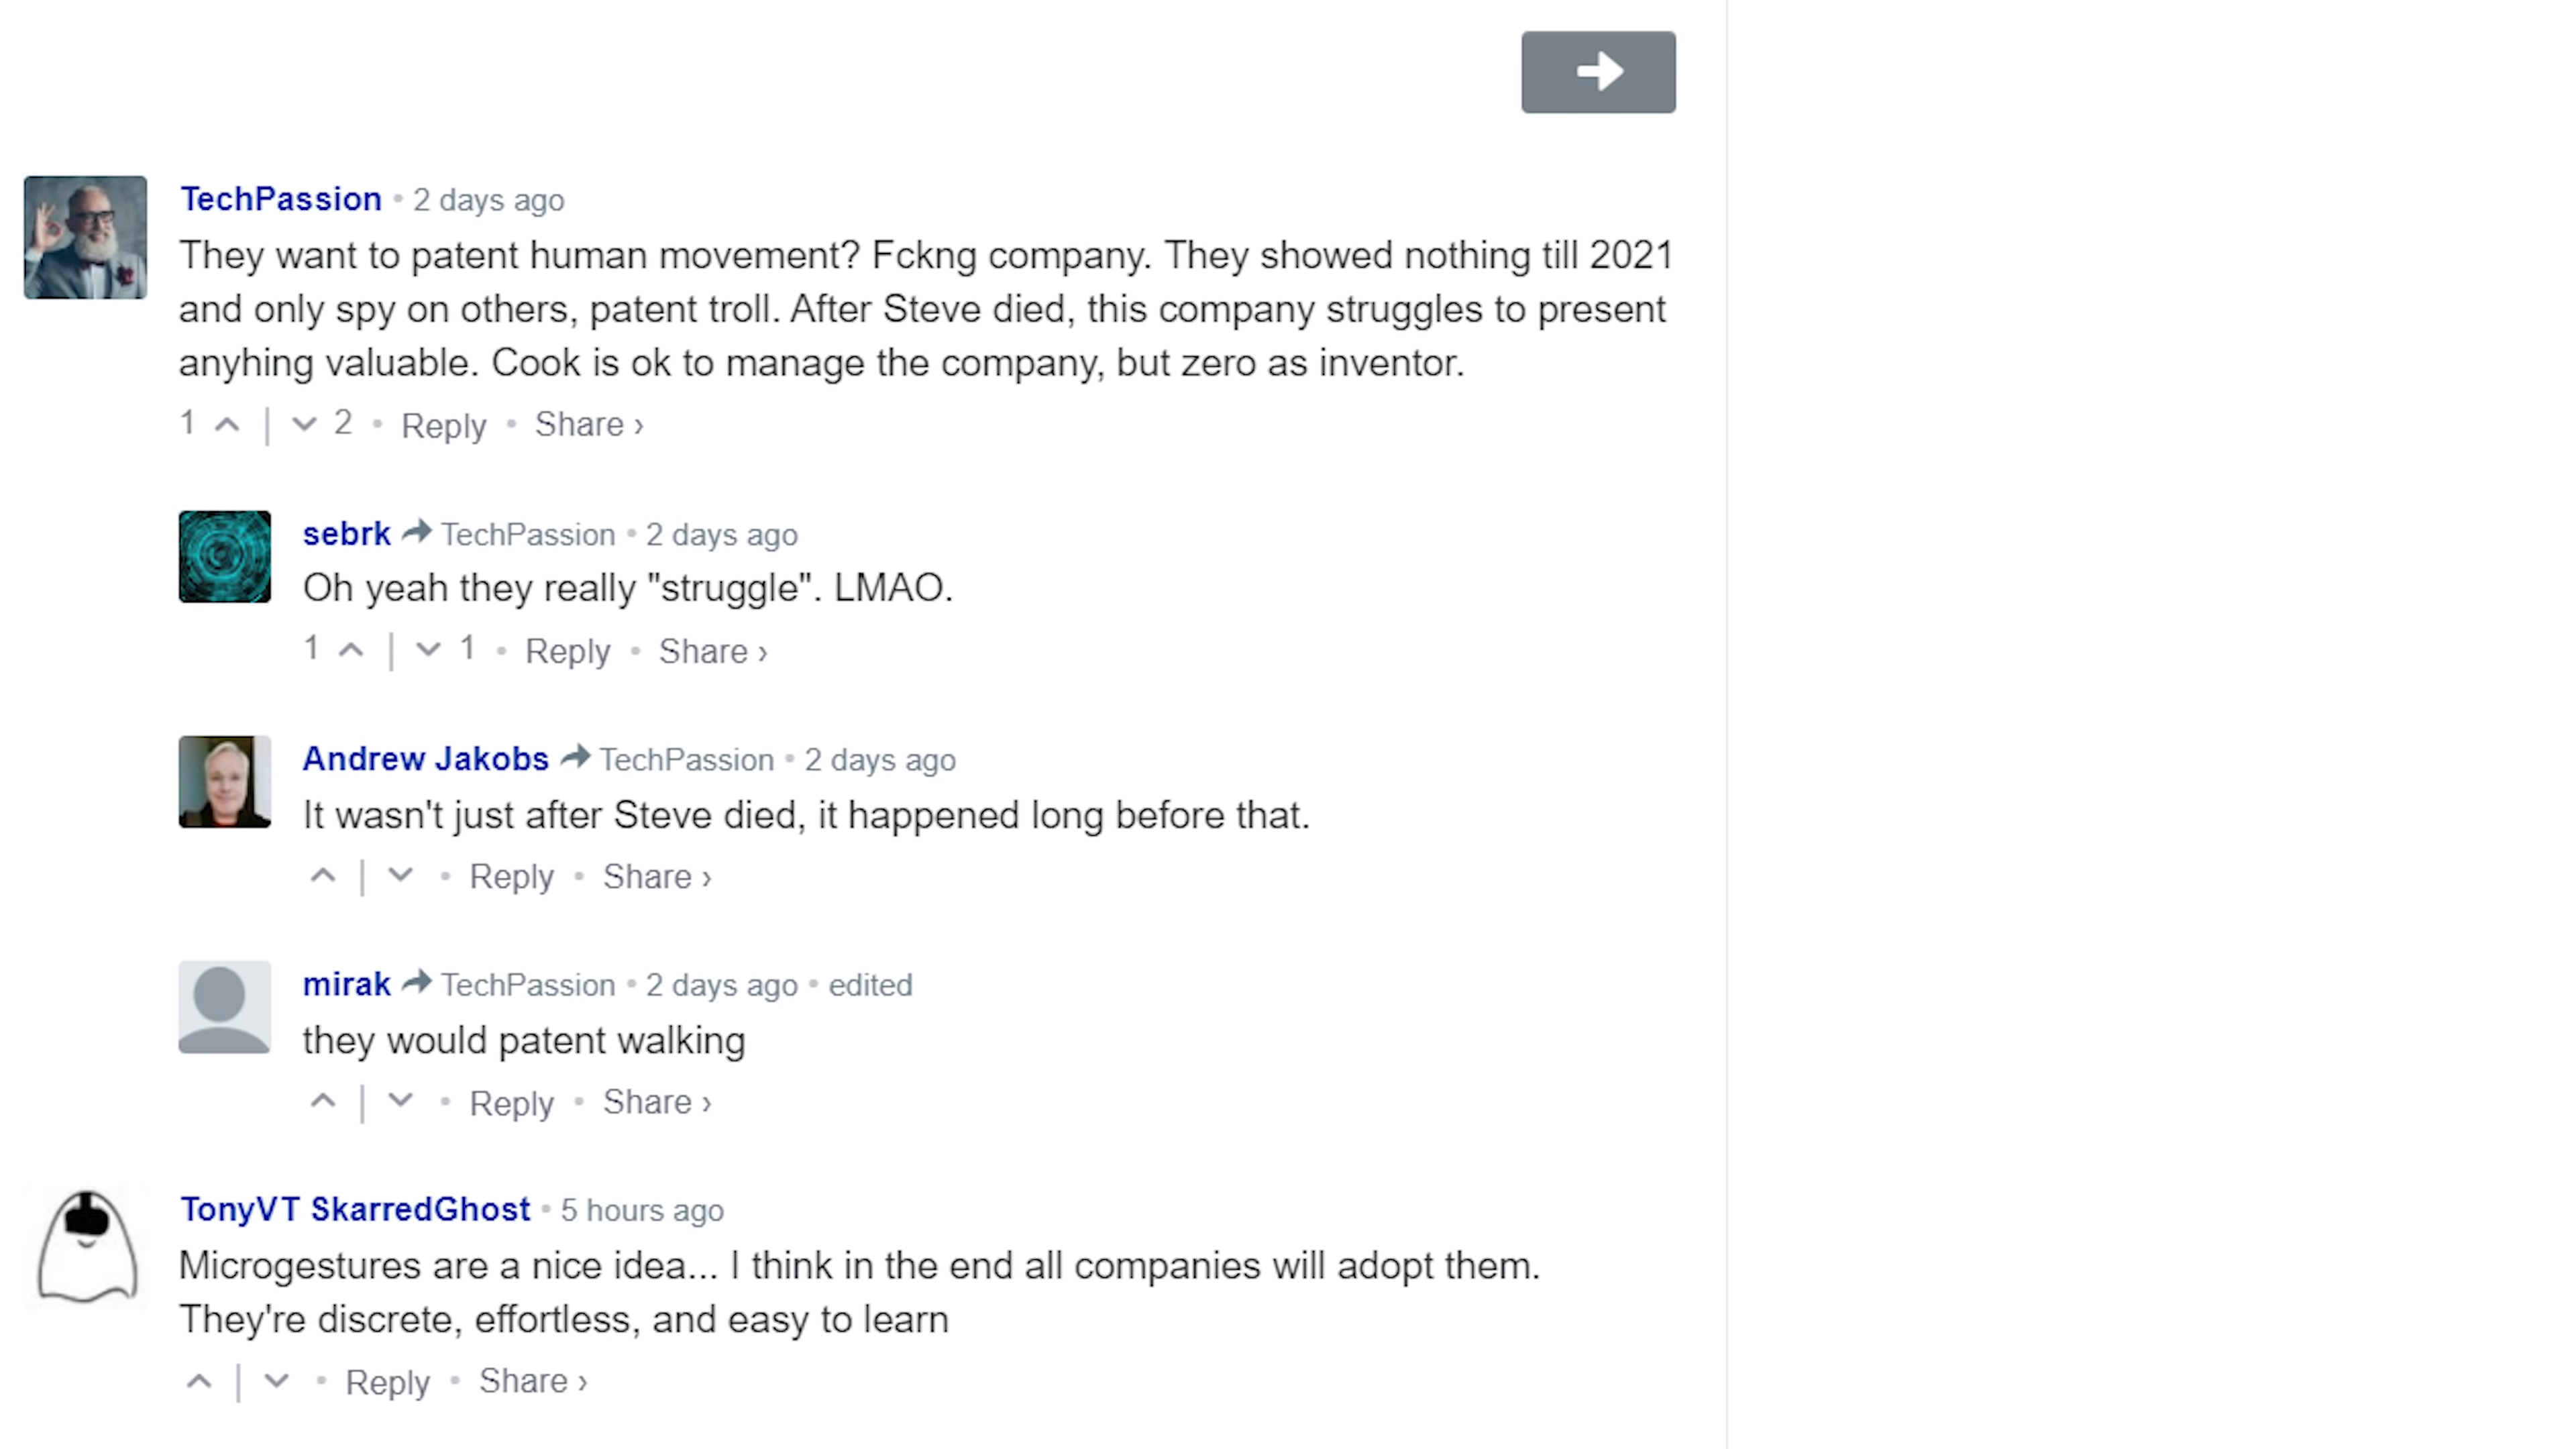 TechPassion • 2 days ago
They want to patent human movement? Fckng company. They showed nothing till 2021
and only spy on others, patent troll. After Steve died, this company struggles to present
anyhing valuable. Cook is ok to manage the company, but zero as inventor.
1 | 2 • Reply • Share ›
sebrk TechPassion • 2 days ago
Oh yeah they really "struggle". LMAO.
1 | 1 • Reply • Share ›
Andrew Jakobs TechPassion • 2 days ago
It wasn't just after Steve died, it happened long before that.
| • Reply • Share ›
mirak TechPassion • 2 days ago • edited
they would patent walking
| • Reply • Share ›
TonyVT SkarredGhost • 5 hours ago
Microgestures are a nice idea... I think in the end all companies will adopt them.
They're discrete, effortless, and easy to learn
| • Reply • Share ›